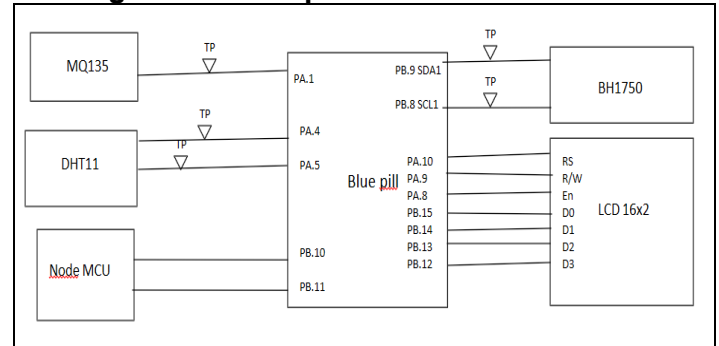 MQ135
TP
PA.1
TP
PA.4
TP
DHT11
PA.5
Node MCU
PB.10
PB.11
Blue pill
PB.9 SDA1
TP
PB.8 SCL1
TP
BH1750
PA.10
PA.9
PA.8
PB.15
PB.14
PB.13
PB.12
RS
R/W
En
D0
D1
D2
D3
LCD 16x2